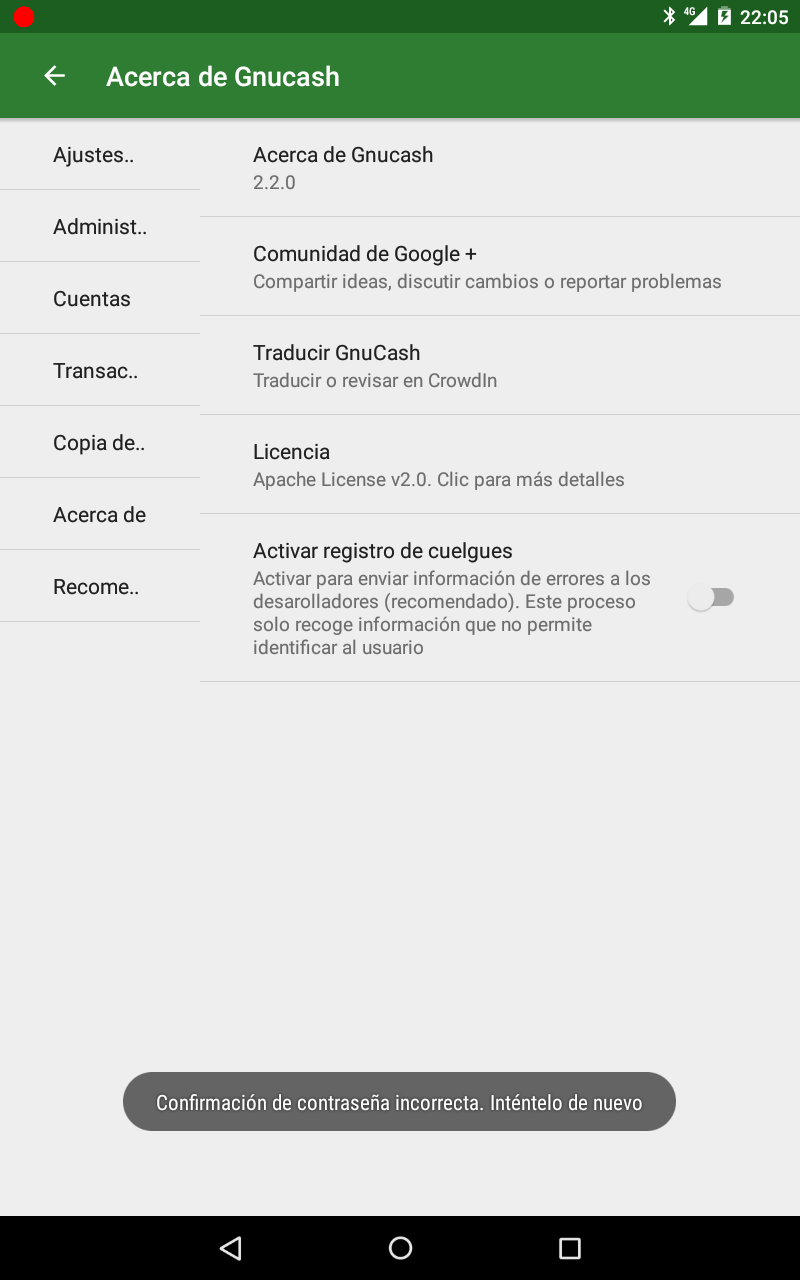 4G 22:05
Acerca de Gnucash
Ajustes..
Administ..
Cuentas
Transac..
Copia de..
Acerca de
Recome..
Acerca de Gnucash
2.2.0
Comunidad de Google +
Compartir ideas, discutir cambios o reportar problemas
Traducir GnuCash
Traducir o revisar en CrowdIn
Licencia
Apache License v2.0. Clic para más detalles
Activar registro de cuelgues
Activar para enviar información de errores a los
desarolladores (recomendado). Este proceso
solo recoge información que no permite
identificar al usuario
Confirmación de contraseña incorrecta. Inténtelo de nuevo